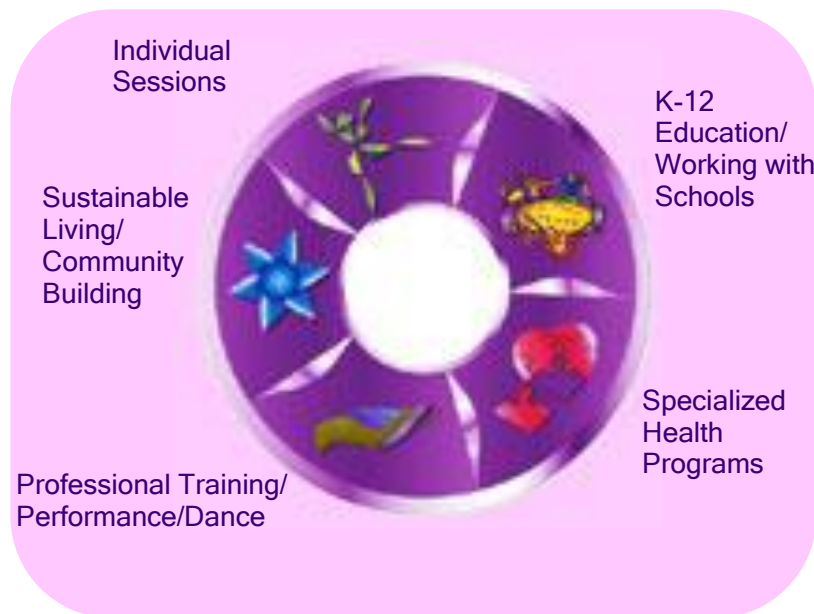 Individual
Sessions
K-12
Education/
Working with
Schools
Sustainable
Living/
Community
Building
Specialized
Health
Programs
Professional Training/
Performance/Dance